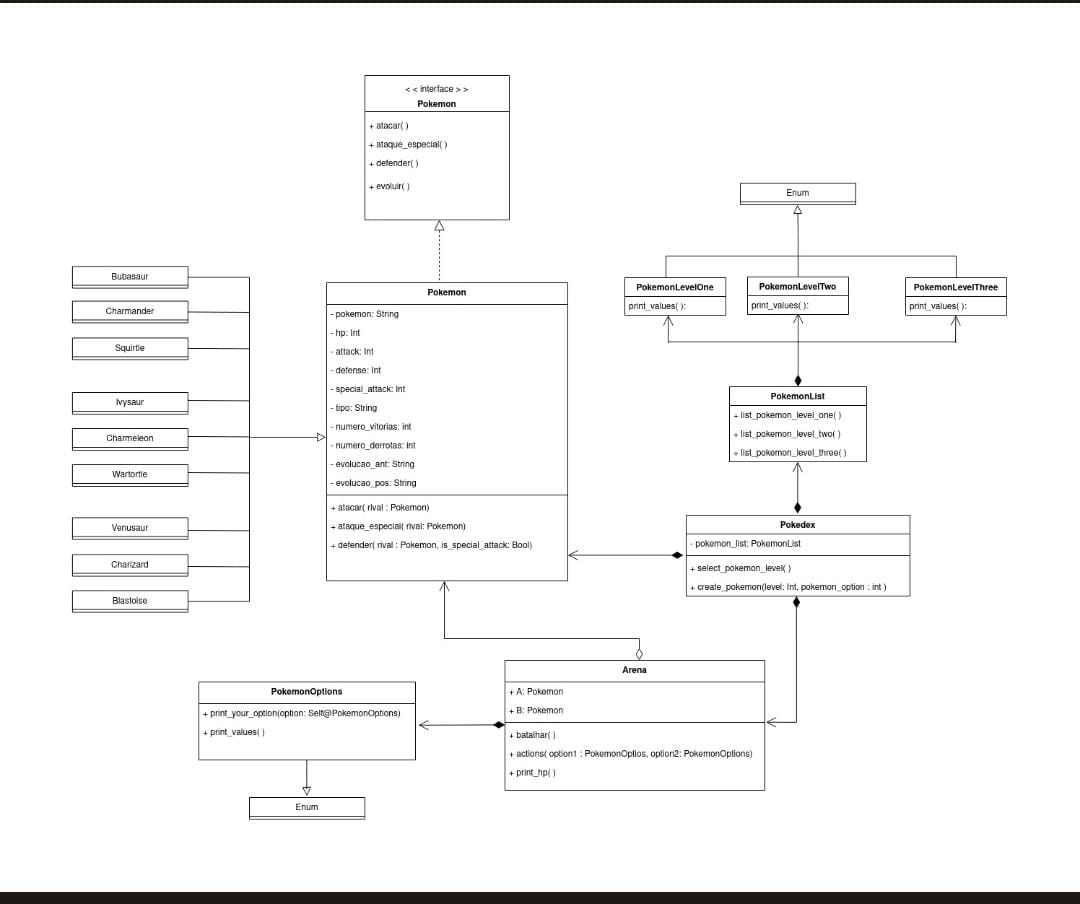 < < Interface > >
Pokemon
+ atacar( )
+ ataque_especial( )
+ defender( )
+ evoluir( )
Enum
PokemonLevelOne
print_values( ):
PokemonLevelTwo
print_values( ):
PokemonLevelThree
print_values( ):
Bubasaur
Charmander
Squirtle
Ivysaur
Charmeleon
Wartortle
Venusaur
Charizard
Blastoise
Pokemon
- pokemon: String
- hp: Int
- attack: Int
- defense: Int
- special_attack: Int
- tipo: String
- numero_vitorias: int
- numero_derrotas: int
- evolucao_ant: String
- evolucao_pos: String
+ atacar( rival : Pokemon)
+ ataque_especial( rival: Pokemon)
+ defender( rival : Pokemon, is_special_attack: Bool)
PokemonList
+ list_pokemon_level_one( )
+ list_pokemon_level_two( )
+ list_pokemon_level_three( )
Pokedex
- pokemon_list: PokemonList
+ select_pokemon_level( )
+ create_pokemon(level: Int, pokemon_option : int )
Arena
+ A: Pokemon
+ B: Pokemon
+ batalhar( )
+ actions( option1 : PokemonOptios, option2: PokemonOptions)
+ print_hp( )
PokemonOptions
+ print_your_option(option: Self@PokemonOptions)
+ print_values( )
Enum